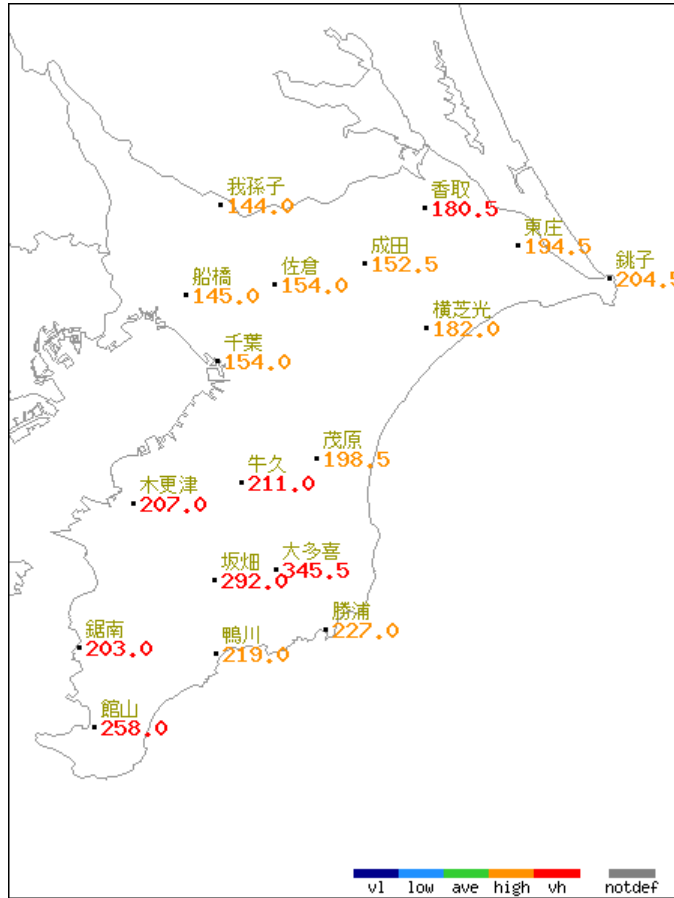 我孫子
144.0
香取
180.5
東庄
194.5
成田
152.5
銚子
204.5
船橋
145.0
佐倉
154.0
横芝光
182.0
千葉
154.0
茂原
198.5
牛久
211.0
木更津
207.0
大多喜
345.5
坂畑
292.0
勝浦
227.0
鋸南
203.0
鴨川
219.0
館山
258.0
vl low ave high vh notdef